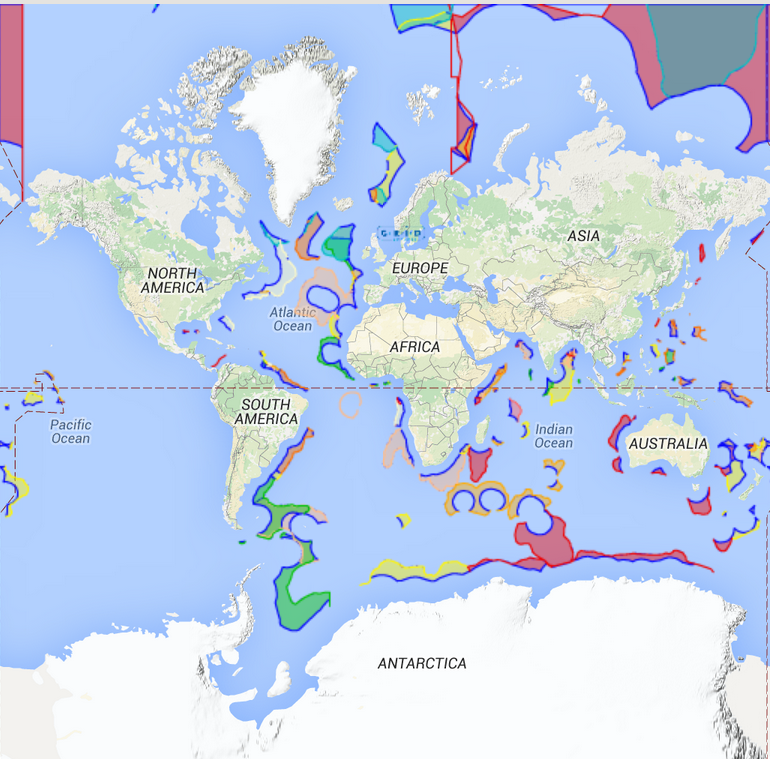 G R I D
ASIA
EUROPE
NORTH
AMERICA
Atlantic
Ocean
AFRICA
SOUTH
AMERICA
Pacific
Ocean
Indian
Ocean
AUSTRALIA
ANTARCTICA